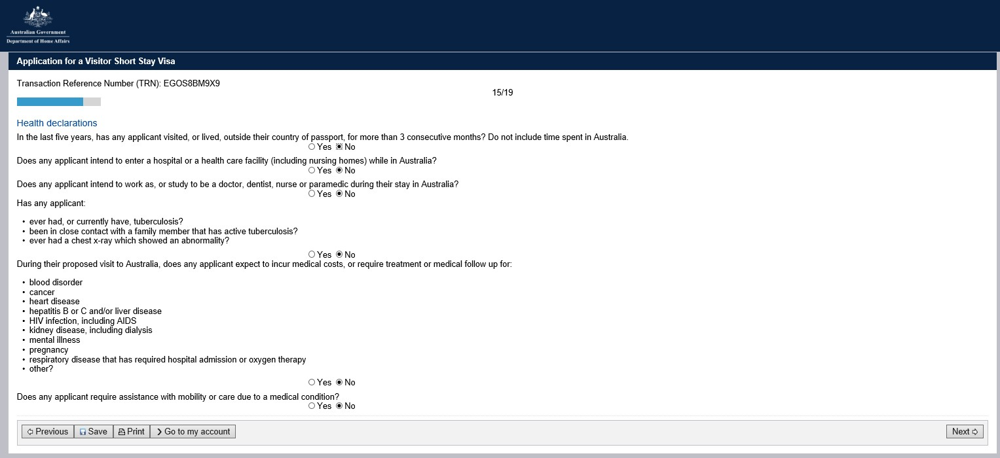 Australian Government
Department of Home Affairs
Application for a Visitor Short Stay Visa
Transaction Reference Number (TRN): EGOS8BM9X9
15/19
Health declarations
In the last five years, has any applicant visited, or lived, outside their country of passport, for more than 3 consecutive months? Do not include time spent in Australia.
Yes No
Does any applicant intend to enter a hospital or a health care facility (including nursing homes) while in Australia?
Yes No
Does any applicant intend to work as, or study to be a doctor, dentist, nurse or paramedic during their stay in Australia?
Yes No
Has any applicant:
• ever had, or currently have, tuberculosis?
• been in close contact with a family member that has active tuberculosis?
• ever had a chest x-ray which showed an abnormality?
Yes No
During their proposed visit to Australia, does any applicant expect to incur medical costs, or require treatment or medical follow up for:
• blood disorder
• cancer
• heart disease
• hepatitis B or C and/or liver disease
• HIV infection, including AIDS
• kidney disease, including dialysis
• mental illness
• pregnancy
• respiratory disease that has required hospital admission or oxygen therapy
• other?
Yes No
Does any applicant require assistance with mobility or care due to a medical condition?
Yes No
Previous Save Print Go to my account Next